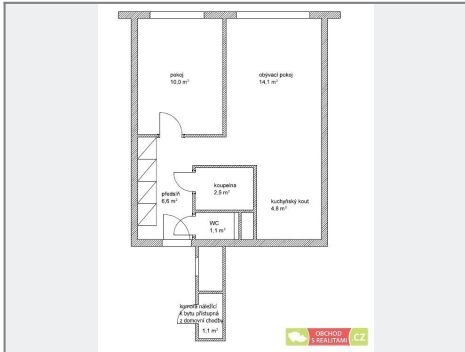 pokoj
10,0 m²
obývací pokoj
14,1 m²
koupelna
2,5 m²
předsíň
6,6 m²
kuchyňský kout
4,8 m²
WC
1,1 m²
komora náležící
k bytu přístupná
z domovní chodby
1,1 m²
OBCHOD
S REALITAMI
.CZ